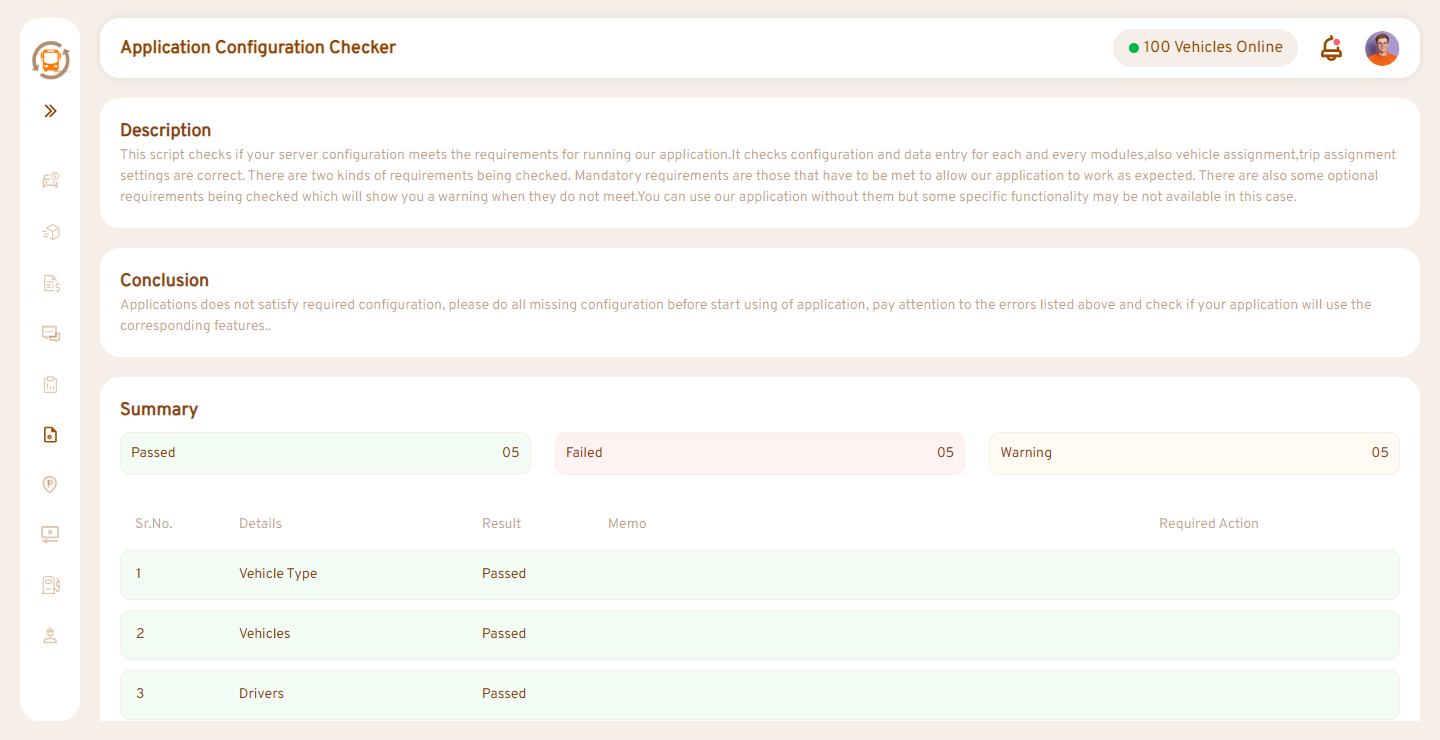 Application Configuration Checker
100 Vehicles Online
Description
This script checks if your server configuration meets the requirements for running our application.It checks configuration and data entry for each and every modules,also vehicle assignment,trip assignment
settings are correct. There are two kinds of requirements being checked. Mandatory requirements are those that have to be met to allow our application to work as expected. There are also some optional
requirements being checked which will show you a warning when they do not meet.You can use our application without them but some specific functionality may be not available in this case.
Conclusion
Applications does not satisfy required configuration, please do all missing configuration before start using of application, pay attention to the errors listed above and check if your application will use the
corresponding features..
Summary
Passed 05 Failed 05 Warning 05
Sr.No. Details Result Memo Required Action
1 Vehicle Type Passed
2 Vehicles Passed
3 Drivers Passed